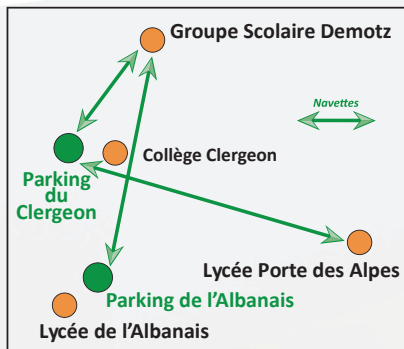 Groupe Scolaire Demotz
Navettes
Collège Clergeon
Parking
du
Clergeon
Lycée Porte des Alpes
Parking de l'Albanais
Lycée de l'Albanais